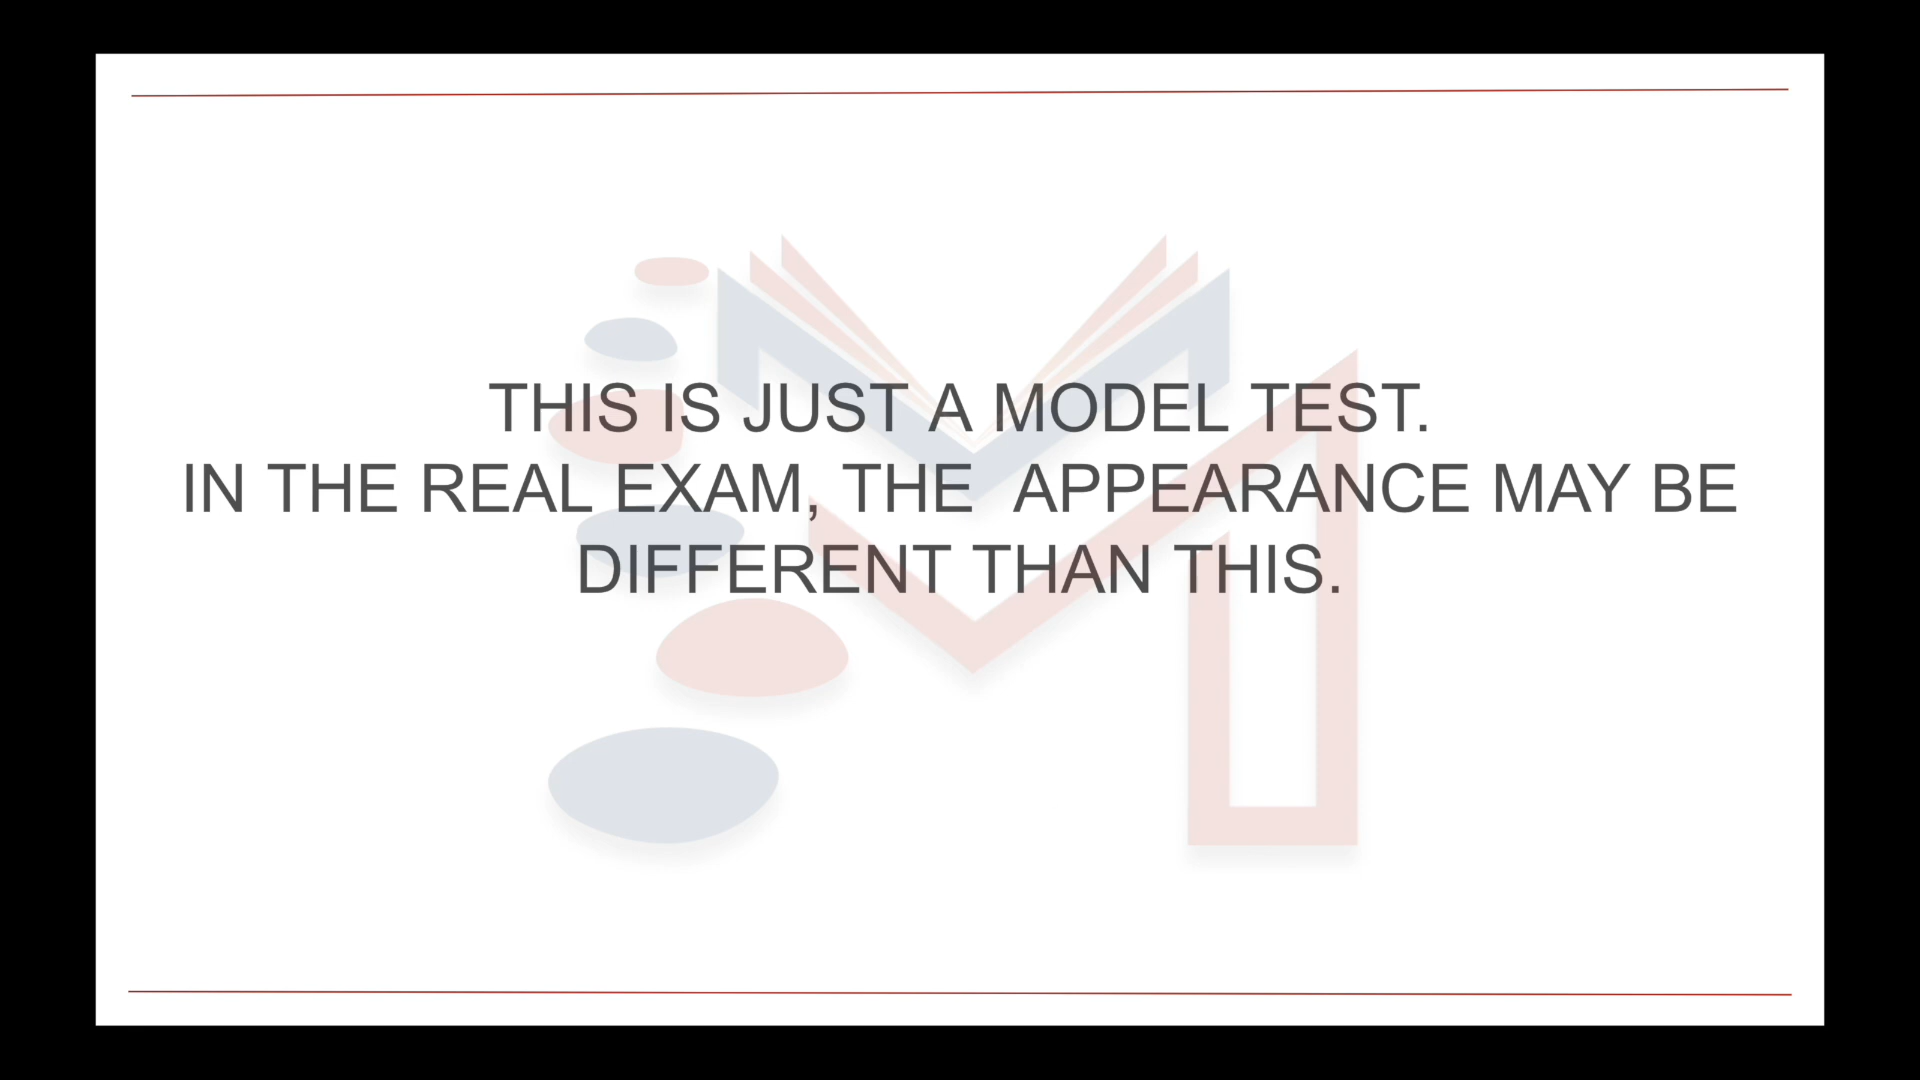 THIS IS JUST A MODEL TEST.
IN THE REAL EXAM, THE  APPEARANCE MAY BE
DIFFERENT THAN THIS.